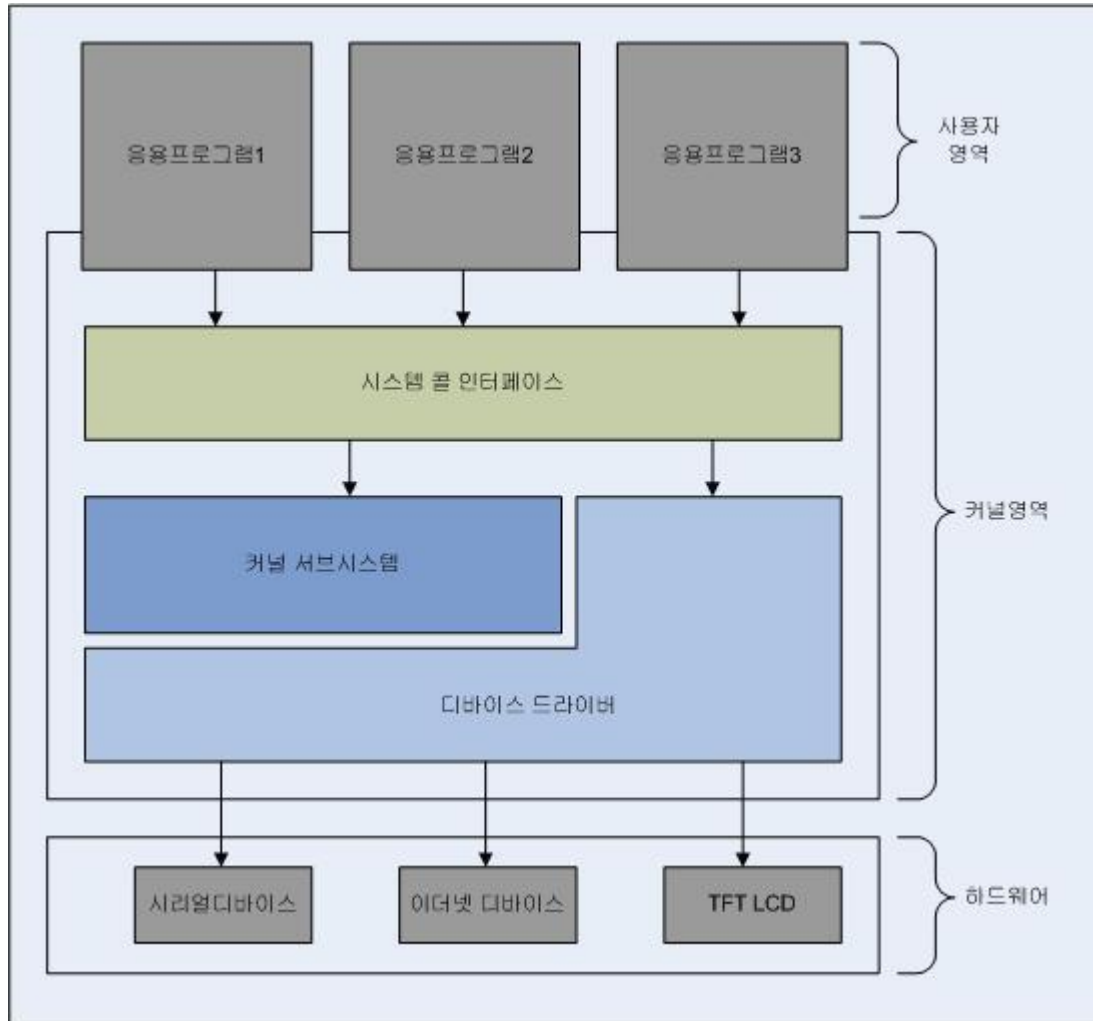 응용프로그램1
응용프로그램2
응용프로그램3
사용자
영역
시스템 콜 인터페이스
커널 서브시스템
커널영역
디바이스 드라이버
시리얼디바이스
이더넷 디바이스
TFT LCD
하드웨어